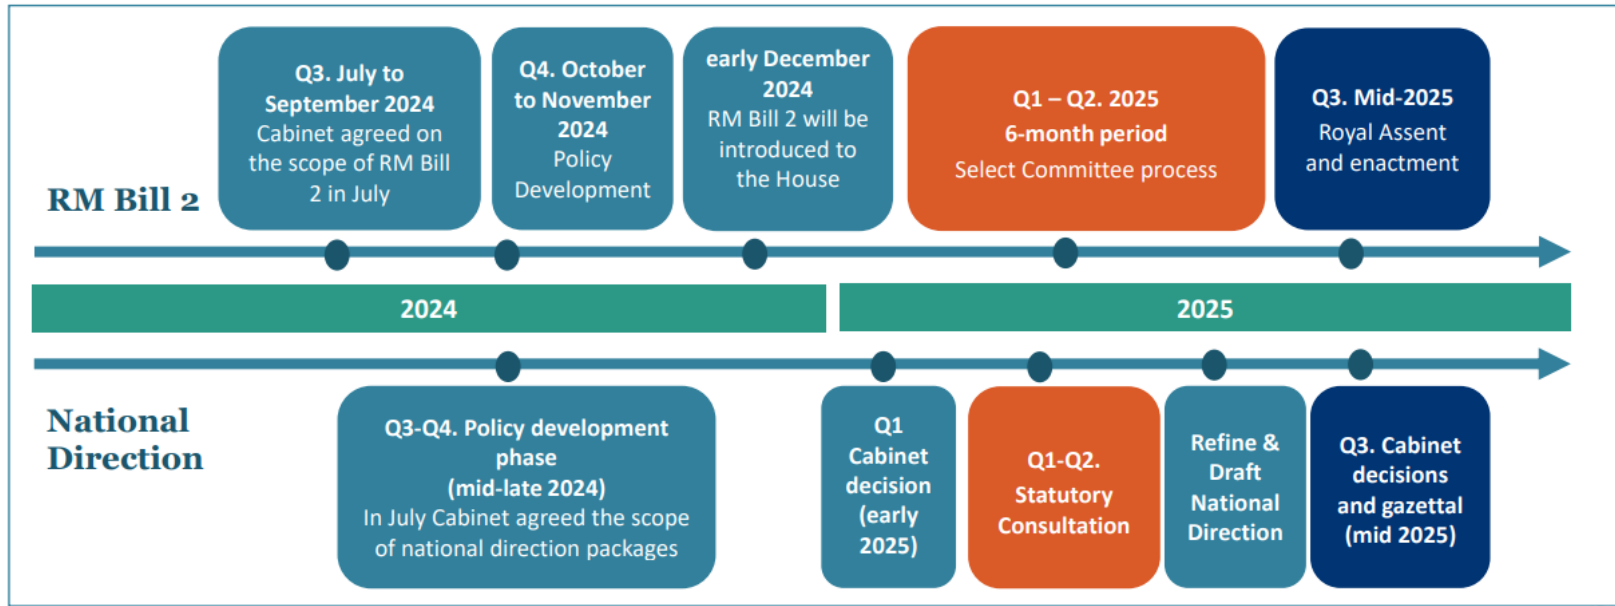 RM Bill 2
Q3. July to
September 2024
Cabinet agreed on
the scope of RM Bill
2 in July
Q4. October
to November
2024
Policy
Development
early December
2024
RM Bill 2 will be
introduced to
the House
Q1 – Q2. 2025
6-month period
Select Committee process
Q3. Mid-2025
Royal Assent
and enactment
2024
2025
National
Direction
Q3-Q4. Policy development
phase
(mid-late 2024)
In July Cabinet agreed the scope
of national direction packages
Q1
Cabinet
decision
(early
2025)
Q1-Q2.
Statutory
Consultation
Refine &
Draft
National
Direction
Q3. Cabinet
decisions
and gazettal
(mid 2025)